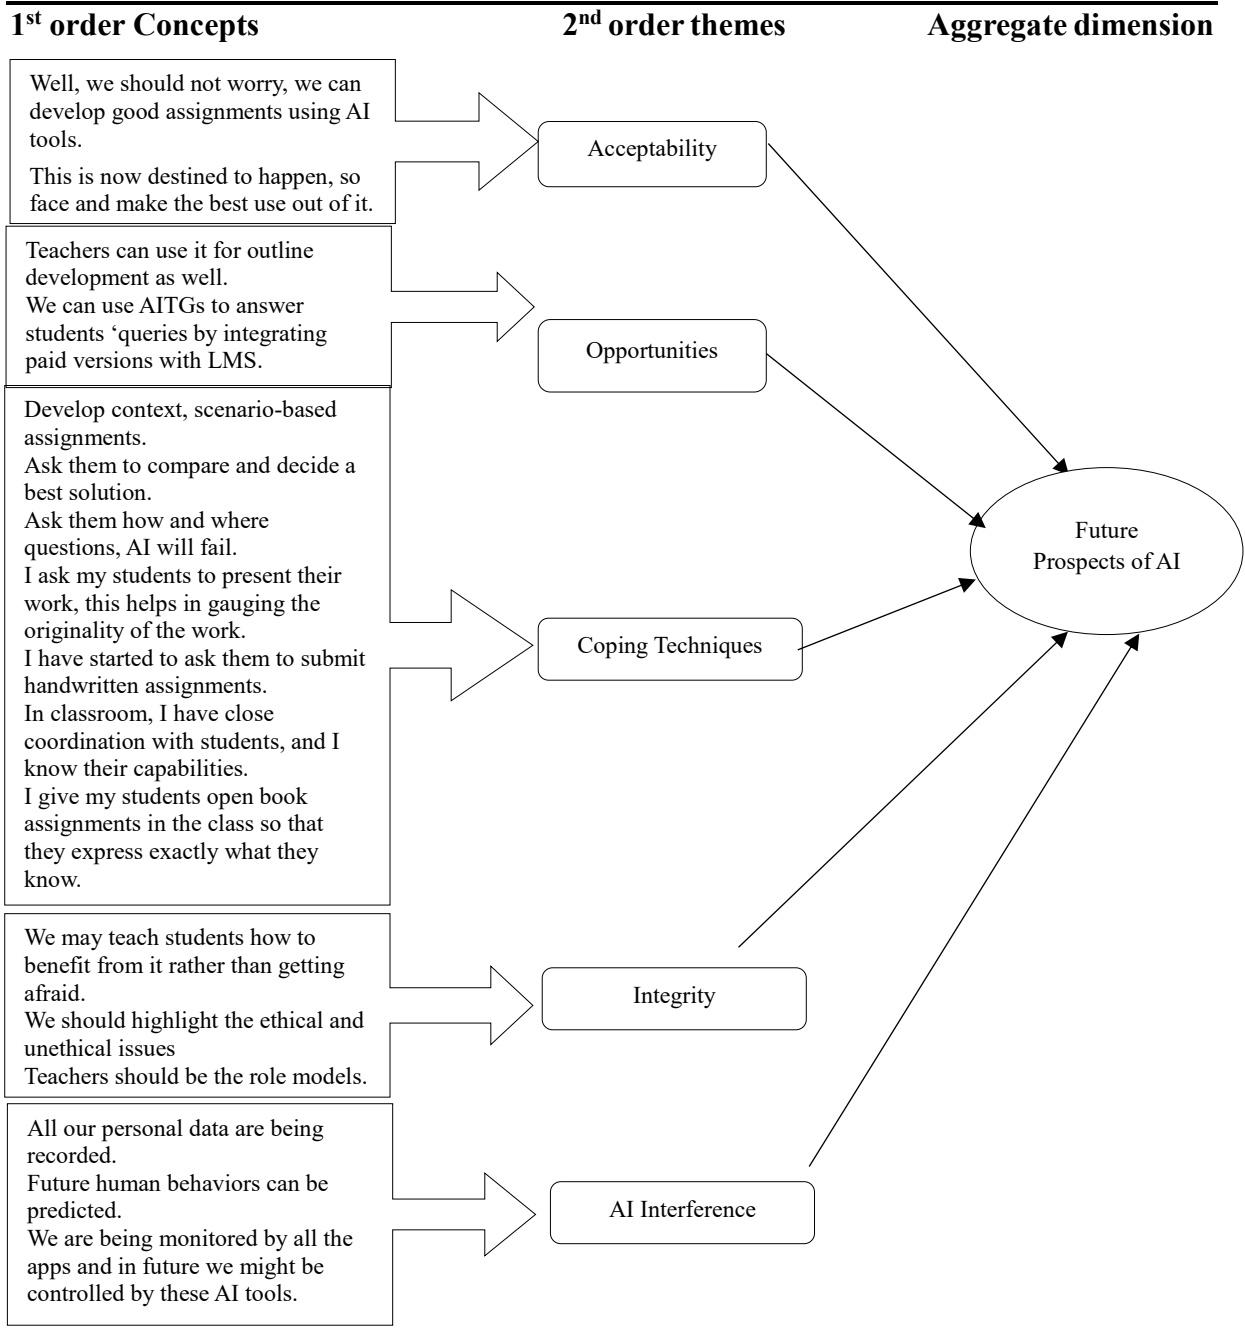 1st order Concepts
2nd order themes
Aggregate dimension
Well, we should not worry, we can
develop good assignments using AI
tools.
This is now destined to happen, so
face and make the best use out of it.
Acceptability
Teachers can use it for outline
development as well.
We can use AITGs to answer
students ‘queries by integrating
paid versions with LMS.
Opportunities
Develop context, scenario-based
assignments.
Ask them to compare and decide a
best solution.
Ask them how and where
questions, AI will fail.
I ask my students to present their
work, this helps in gauging the
originality of the work.
I have started to ask them to submit
handwritten assignments.
In classroom, I have close
coordination with students, and I
know their capabilities.
I give my students open book
assignments in the class so that
they express exactly what they
know.
Coping Techniques
Future
Prospects of AI
We may teach students how to
benefit from it rather than getting
afraid.
We should highlight the ethical and
unethical issues
Teachers should be the role models.
Integrity
All our personal data are being
recorded.
Future human behaviors can be
predicted.
We are being monitored by all the
apps and in future we might be
controlled by these AI tools.
AI Interference